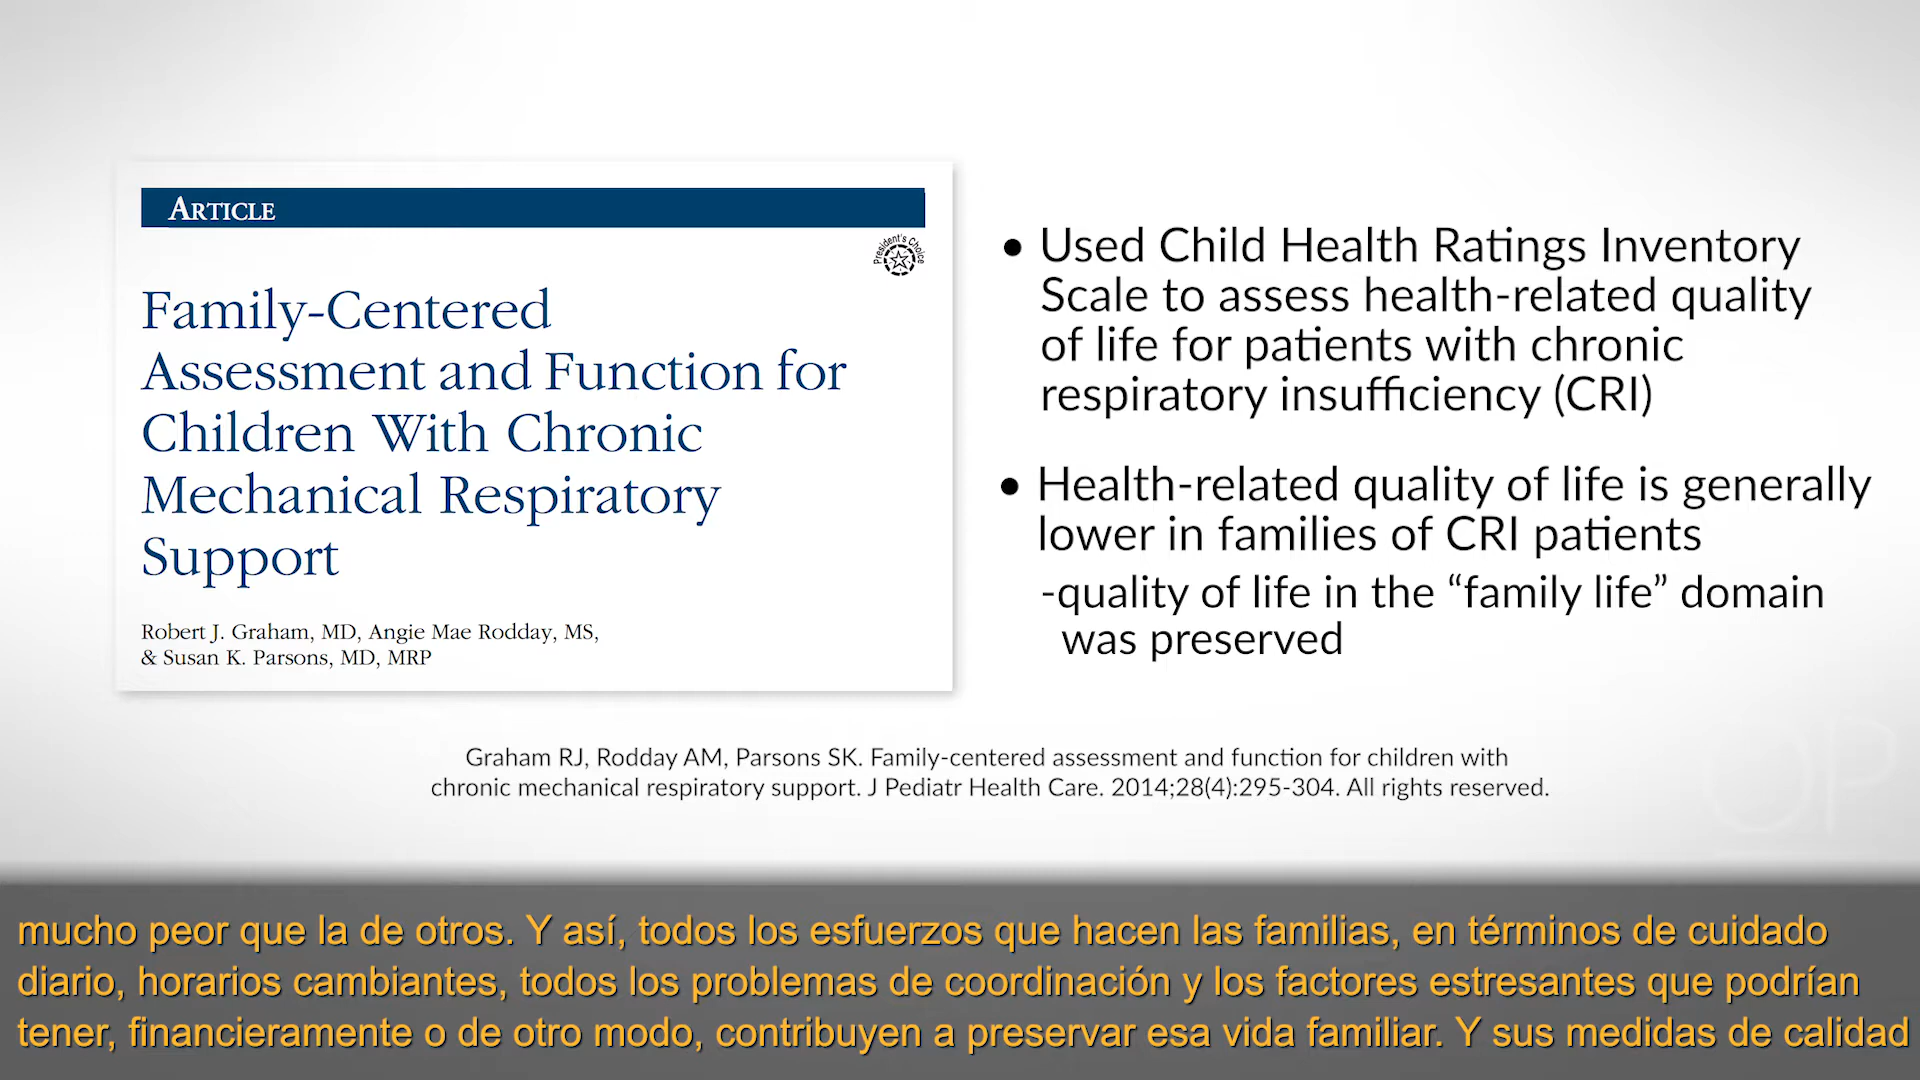 ARTICLE
President's Choice
Family-Centered
Assessment and Function for
Children With Chronic
Mechanical Respiratory
Support
Robert J. Graham, MD, Angie Mae Rodday, MS,
& Susan K. Parsons, MD, MRP
• Used Child Health Ratings Inventory
Scale to assess health-related quality
of life for patients with chronic
respiratory insufficiency (CRI)
• Health-related quality of life is generally
lower in families of CRI patients
-quality of life in the “family life” domain
was preserved
Graham RJ, Rodday AM, Parsons SK. Family-centered assessment and function for children with
chronic mechanical respiratory support. J Pediatr Health Care. 2014;28(4):295-304. All rights reserved.
OP
mucho peor que la de otros. Y así, todos los esfuerzos que hacen las familias, en términos de cuidado
diario, horarios cambiantes, todos los problemas de coordinación y los factores estresantes que podrían
tener, financieramente o de otro modo, contribuyen a preservar esa vida familiar. Y sus medidas de calidad